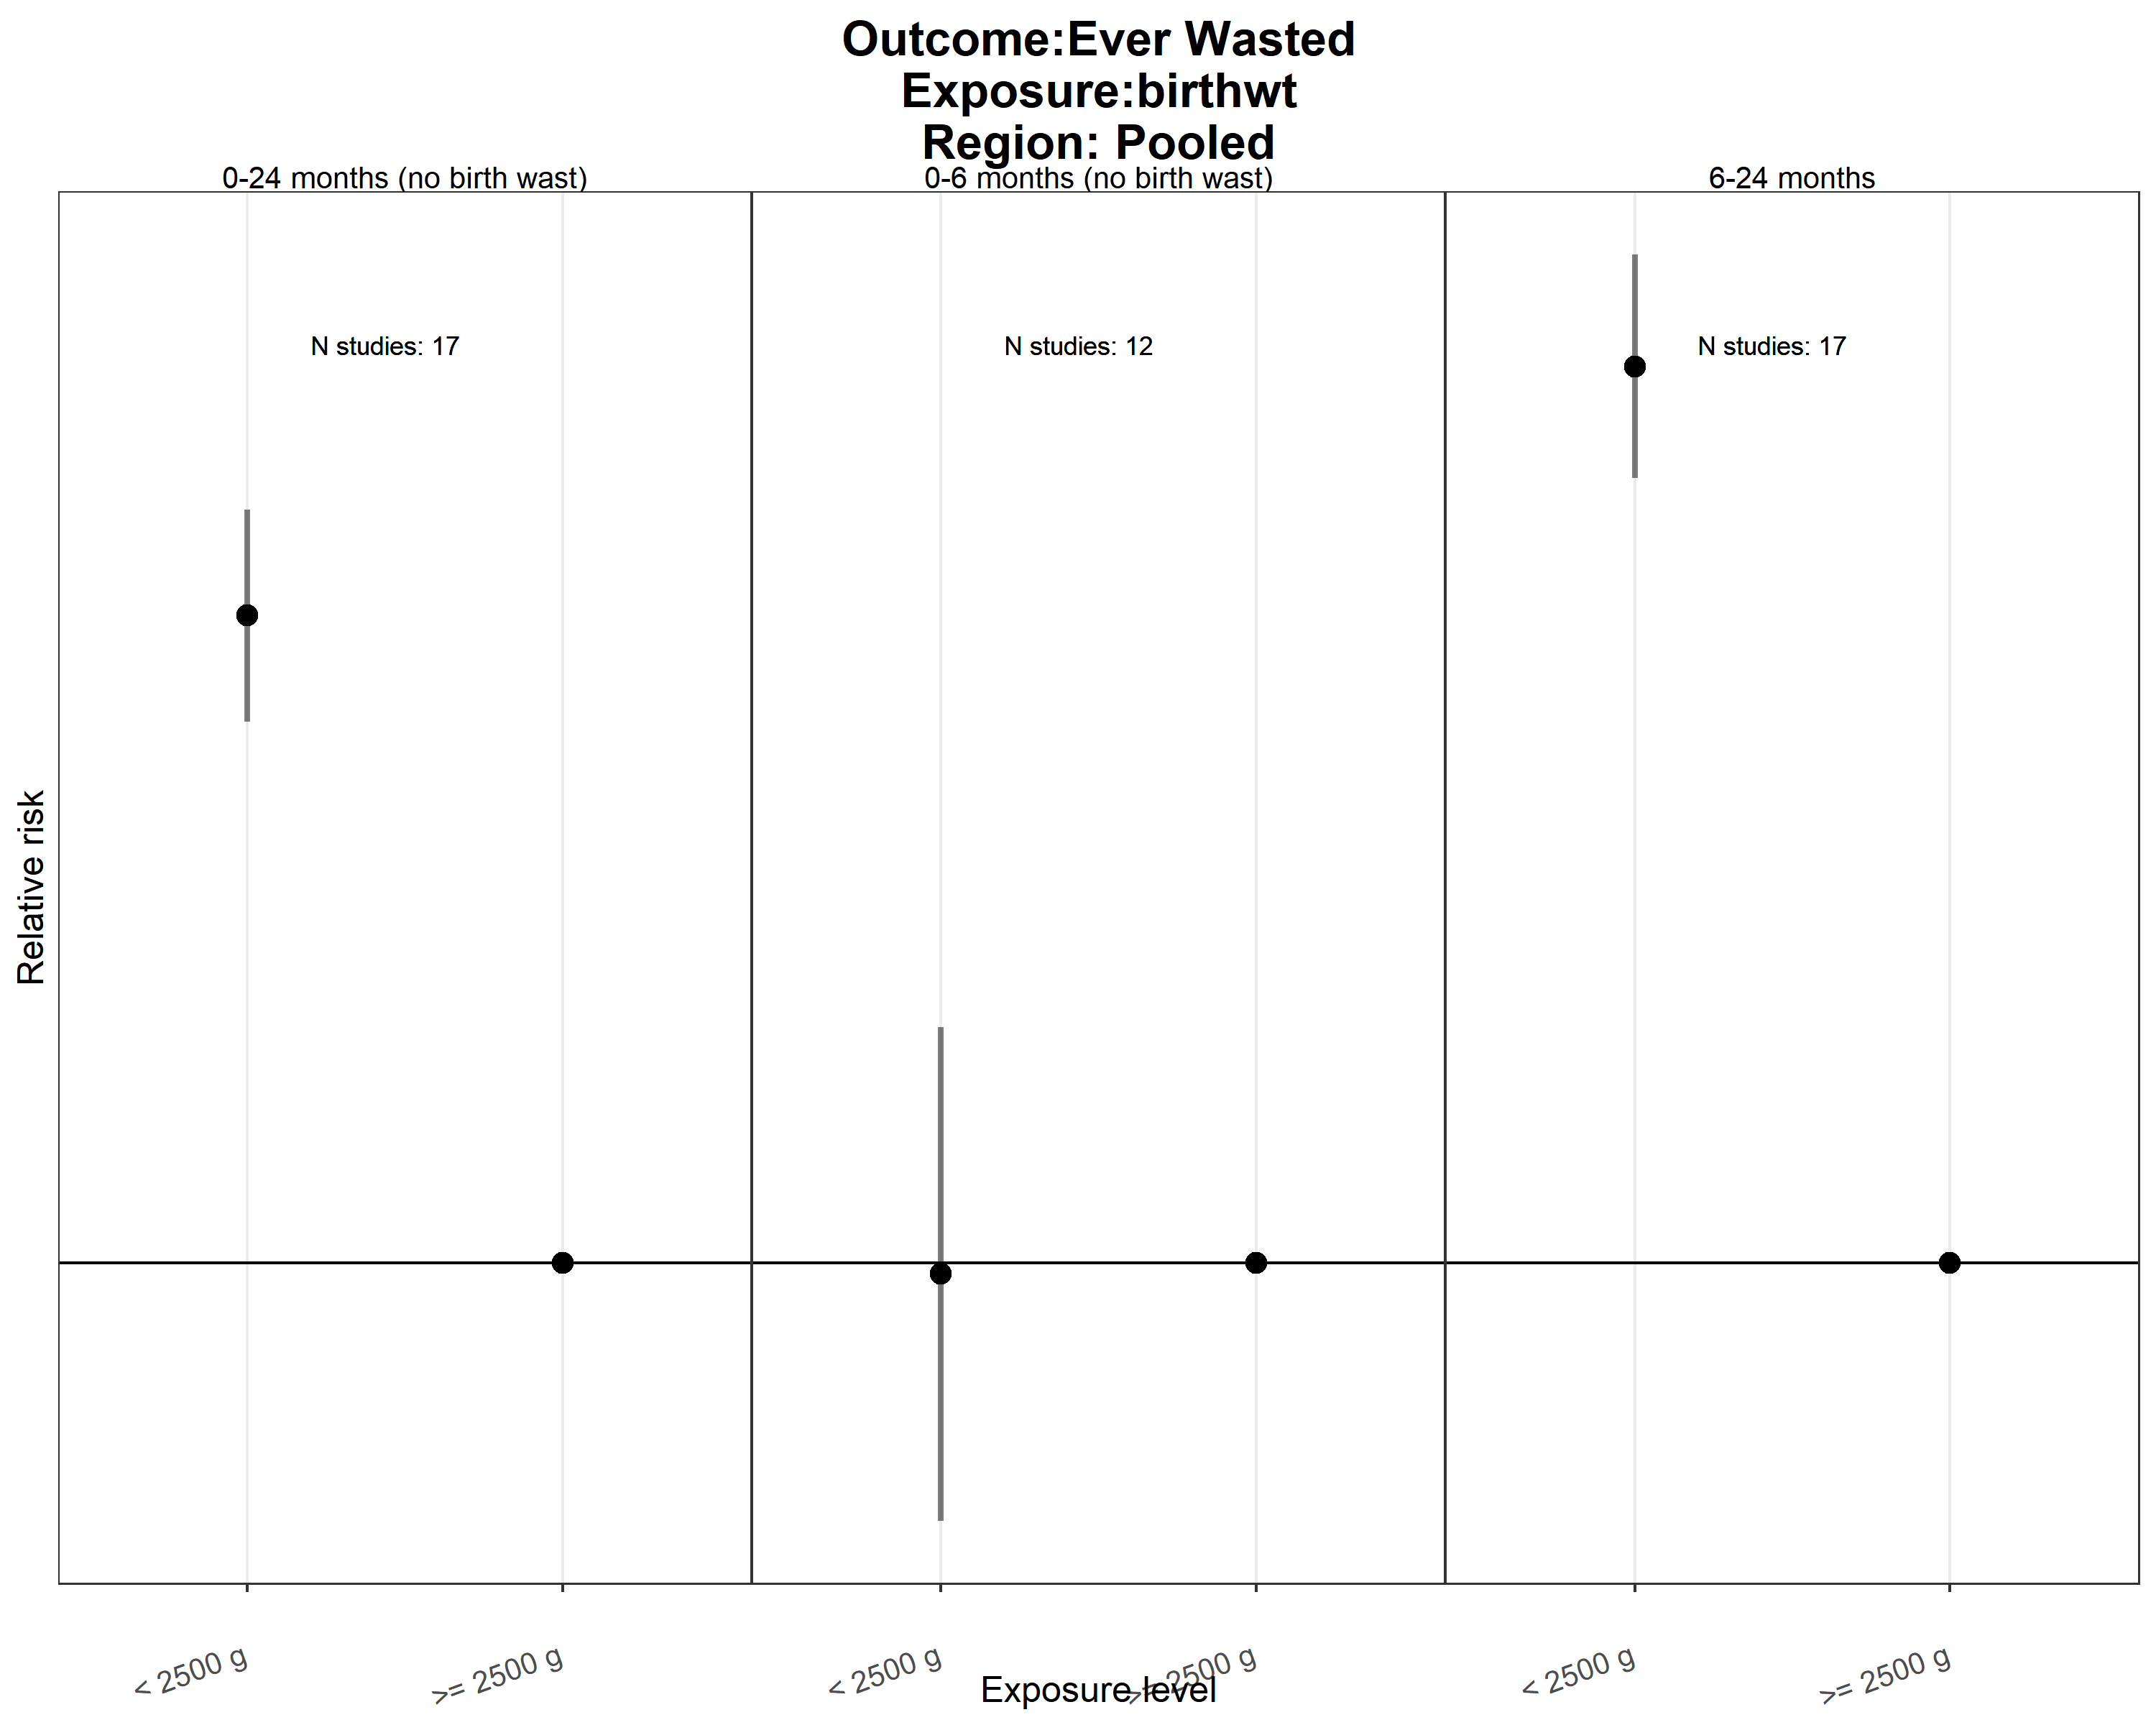 Outcome:Ever Wasted
Exposure:birthwt
Region: Pooled
0-24 months (no birth wast)
0-6 months (no birth wast)
6-24 months
N studies: 17
N studies: 12
N studies: 17
Relative risk
< 2500 g
>= 2500 g
< 2500 g
>= 2500 g
< 2500 g
>= 2500 g
Exposure level